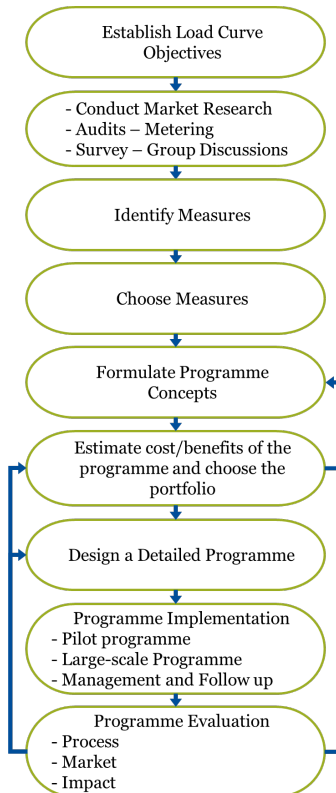 Establish Load Curve
Objectives
- Conduct Market Research
- Audits – Metering
- Survey – Group Discussions
Identify Measures
Choose Measures
Formulate Programme
Concepts
Estimate cost/benefits of the
programme and choose the
portfolio
Design a Detailed Programme
Programme Implementation
- Pilot programme
- Large-scale Programme
- Management and Follow up
Programme Evaluation
- Process
- Market
- Impact